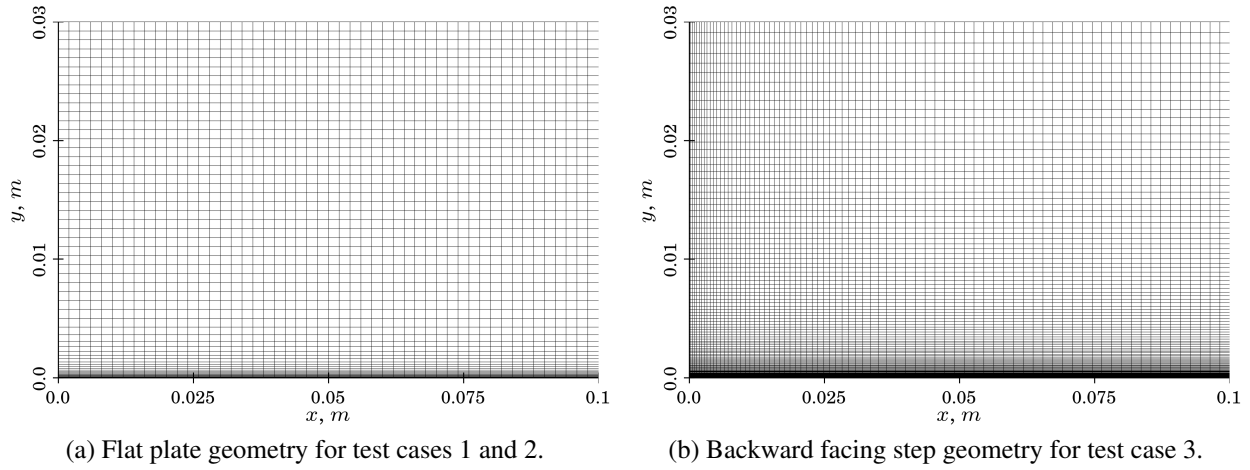 0.03
0.02
0.01
0.0
y, m
0.0 0.025 0.05 0.075 0.1
x, m
(a) Flat plate geometry for test cases 1 and 2.
0.03
0.02
0.01
0.0
y, m
0.0 0.025 0.05 0.075 0.1
x, m
(b) Backward facing step geometry for test case 3.